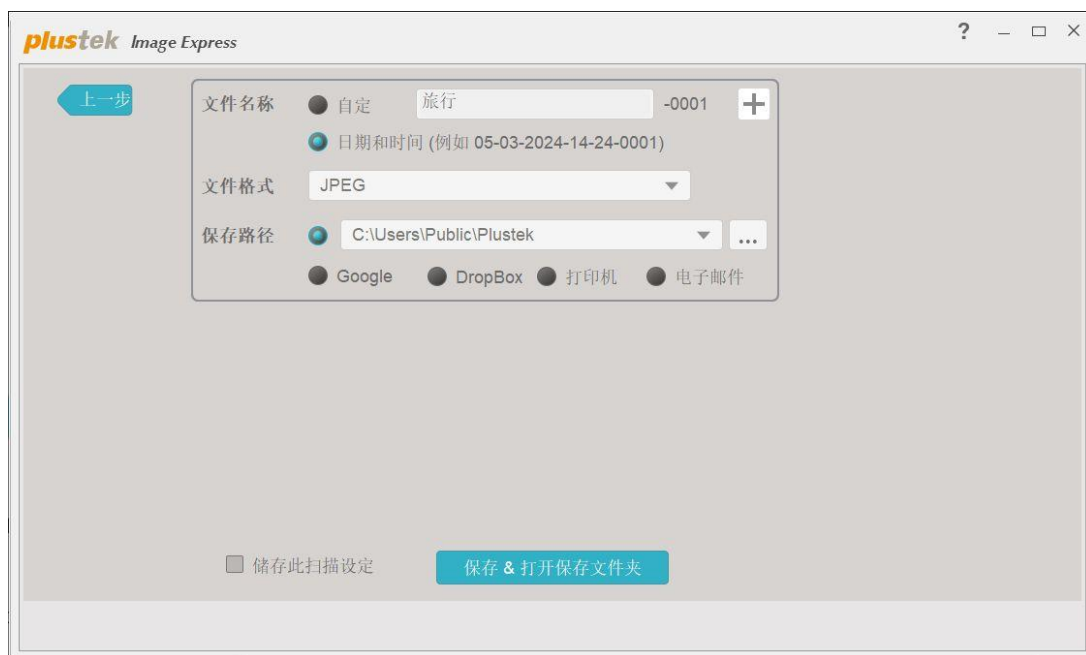 plustek Image Express
?
上一步
文件名称 自定 旅行 -0001
日期和时间 (例如 05-03-2024-14-24-0001)
文件格式 JPEG
保存路径 C:\Users\Public\Plustek ...
Google DropBox 打印机 电子邮件
储存此扫描设定 保存 & 打开保存文件夹